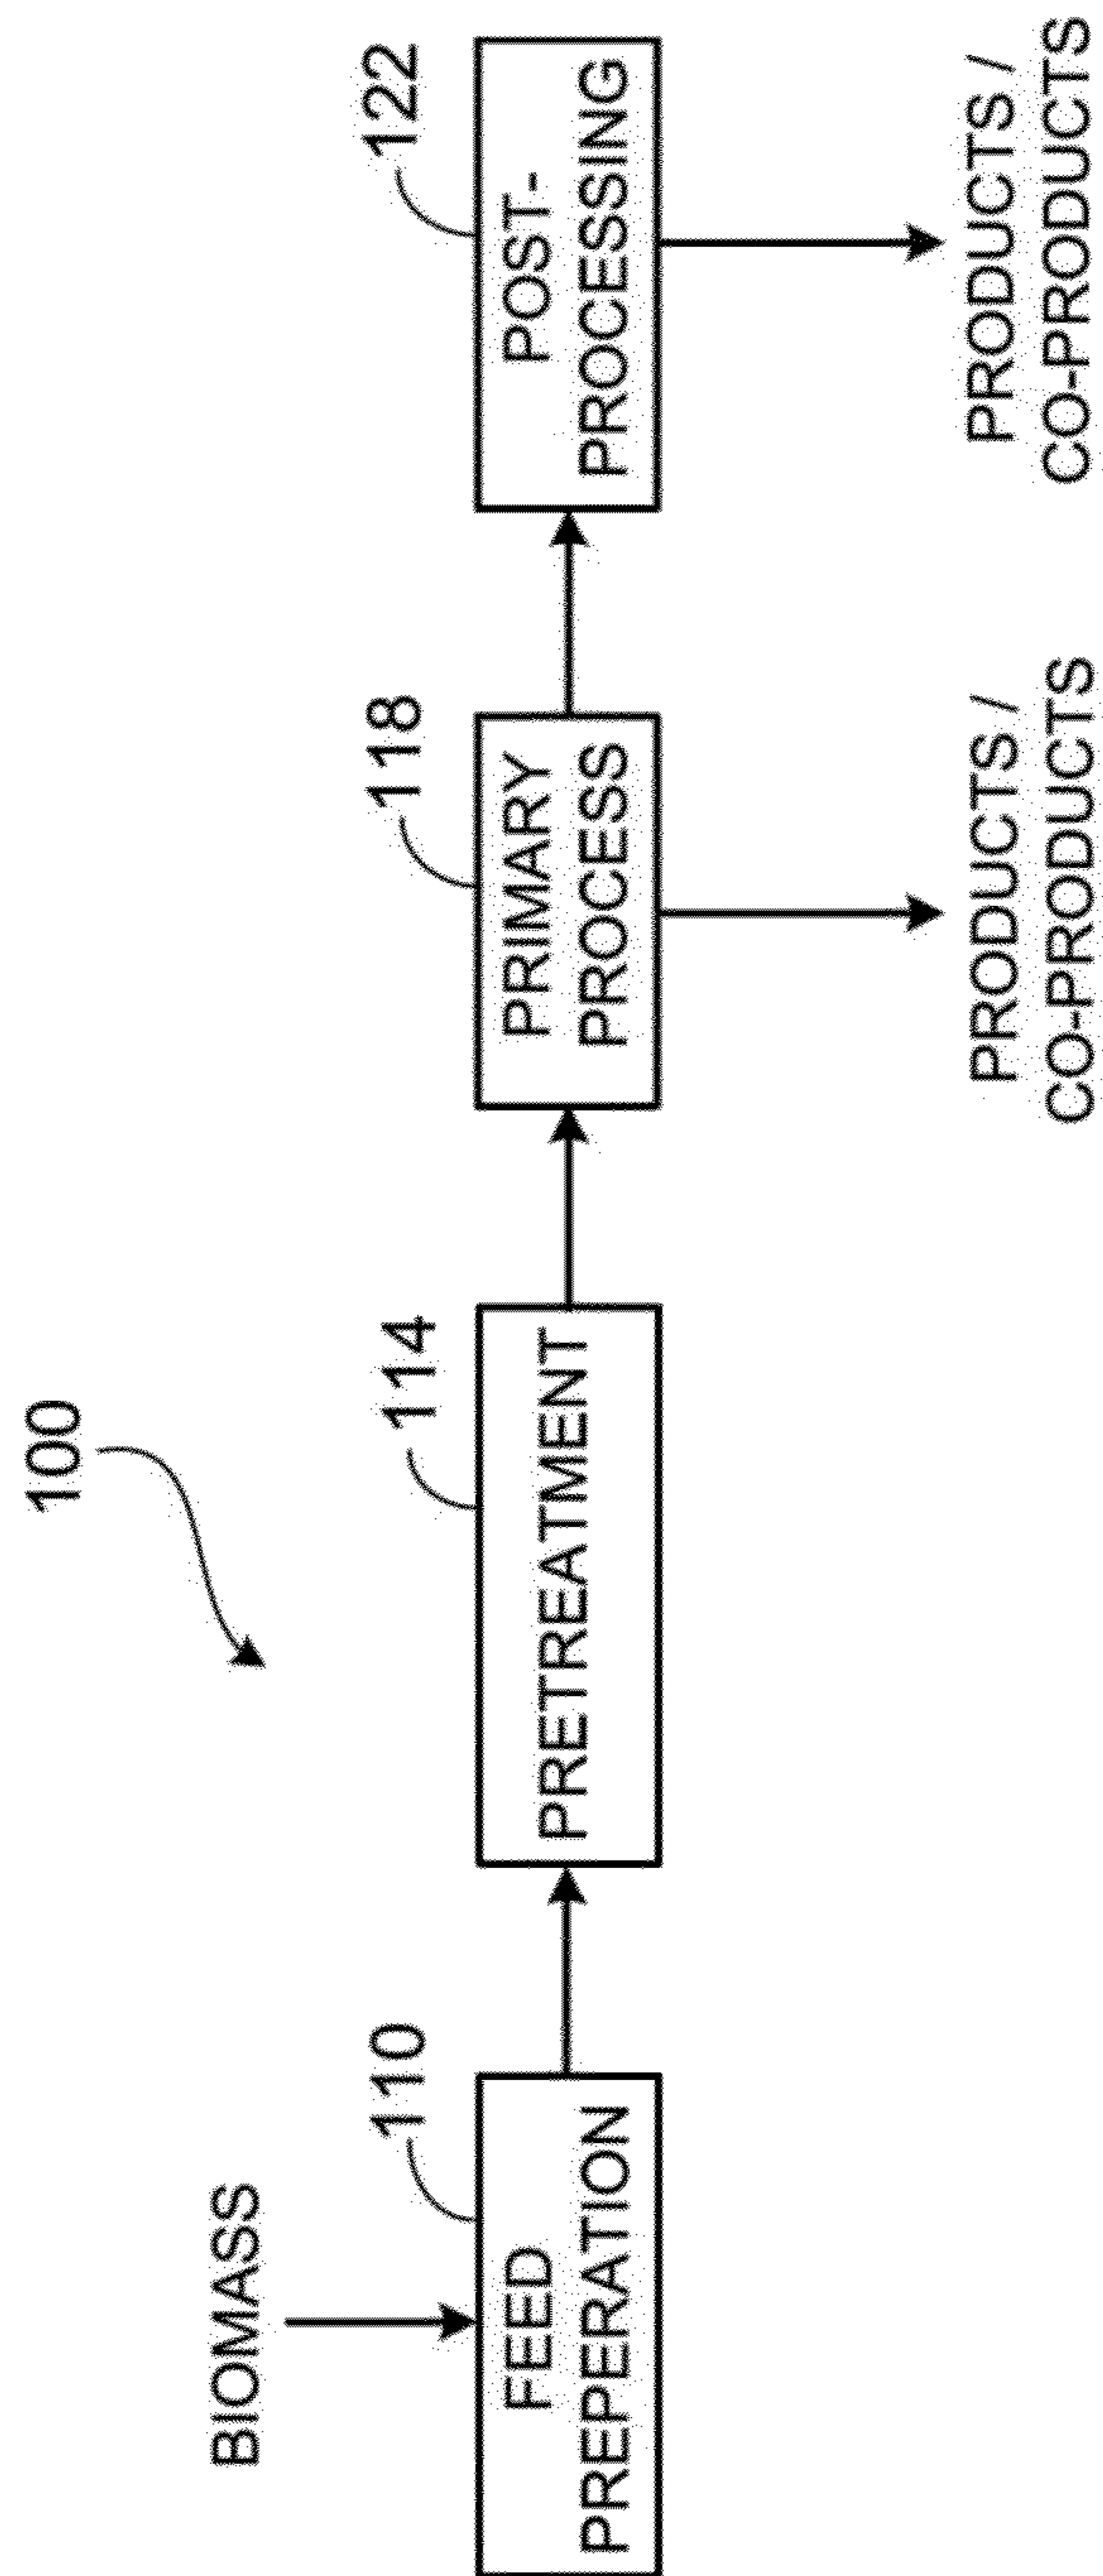 100
BIOMASS
110
114
118
122
FEED
PREPERATION
PRETREATMENT
PRIMARY
PROCESS
POST-
PROCESSING
PRODUCTS /
CO-PRODUCTS
PRODUCTS /
CO-PRODUCTS